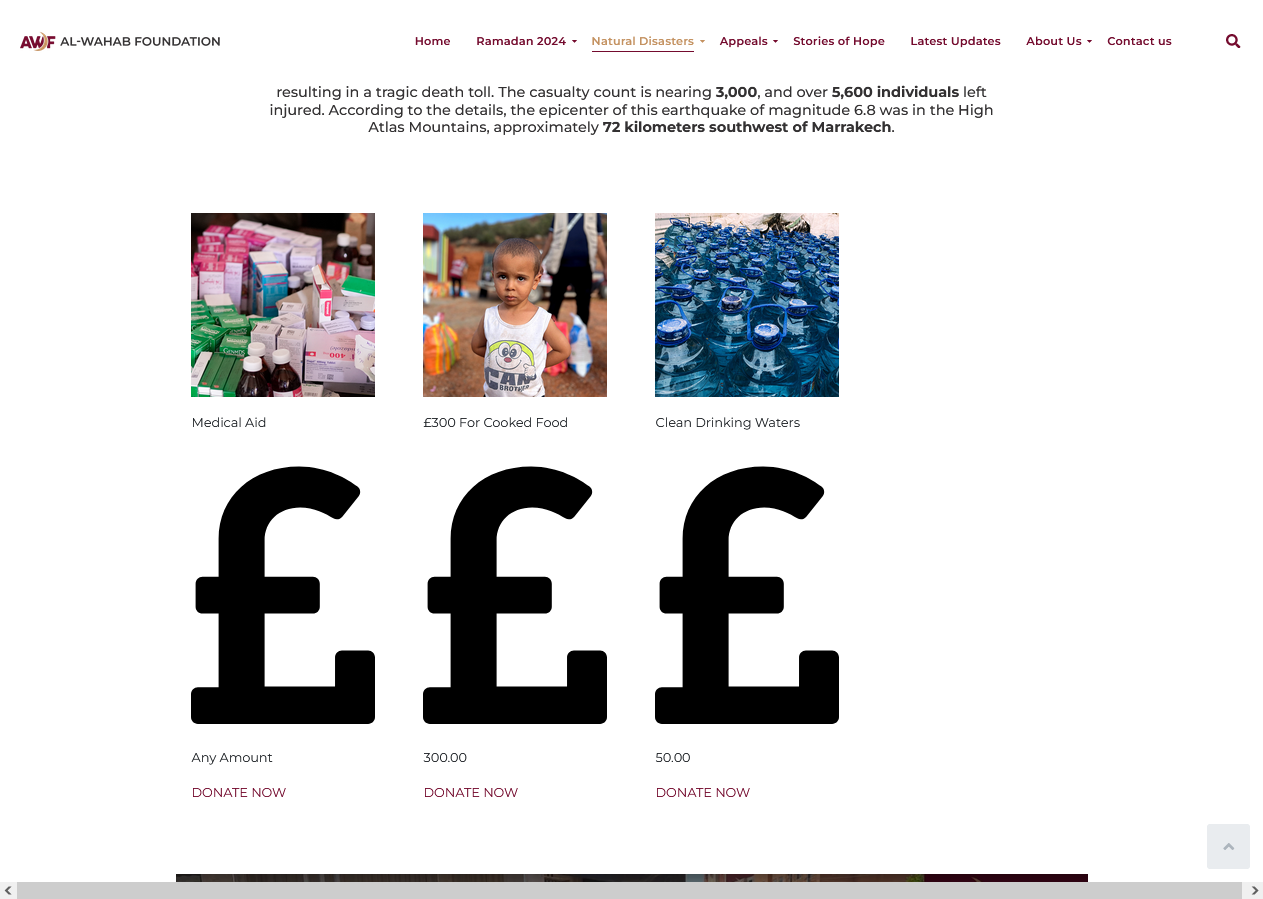 AWF AL-WAHAB FOUNDATION
Home Ramadan 2024 Natural Disasters Appeals Stories of Hope Latest Updates About Us Contact us
resulting in a tragic death toll. The casualty count is nearing 3,000, and over 5,600 individuals left
injured. According to the details, the epicenter of this earthquake of magnitude 6.8 was in the High
Atlas Mountains, approximately 72 kilometers southwest of Marrakech.
CAN
BROTHER
Medical Aid £300 For Cooked Food Clean Drinking Waters
£ £ £
Any Amount 300.00 50.00
DONATE NOW DONATE NOW DONATE NOW